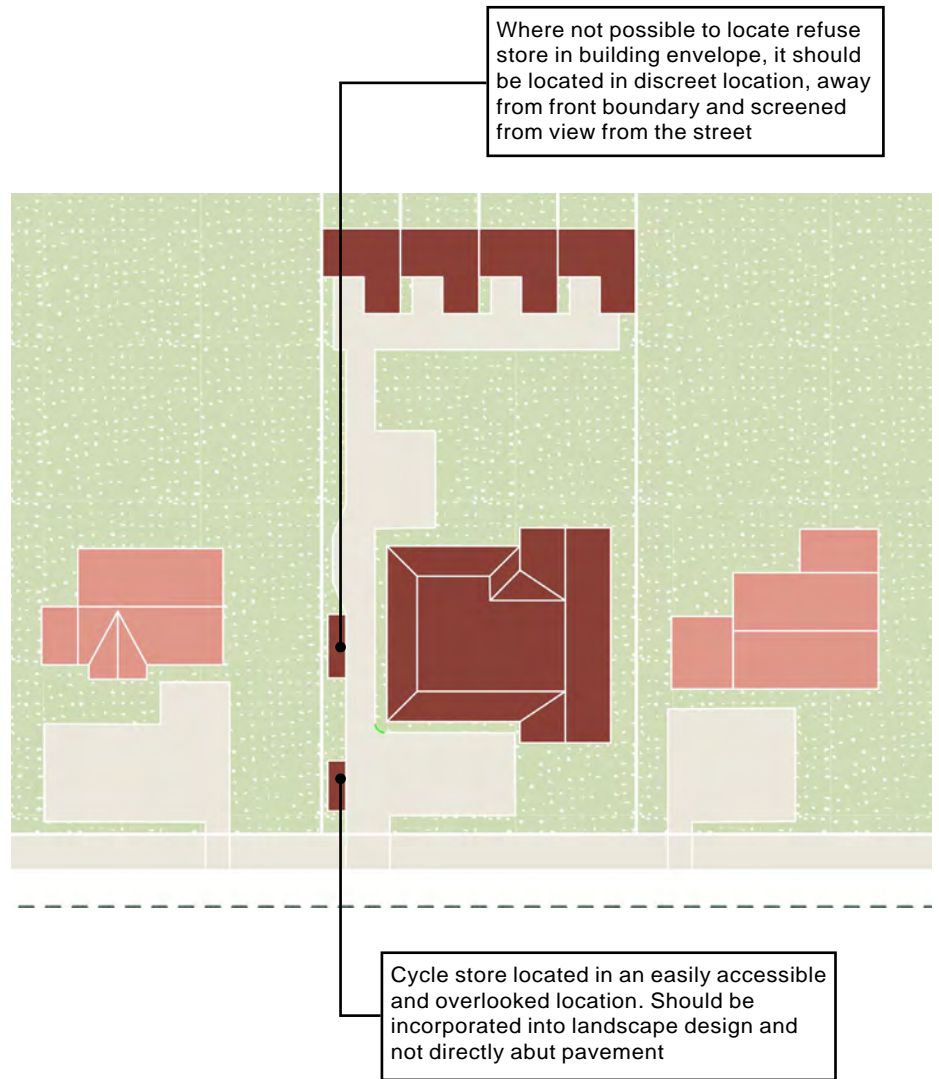 Where not possible to locate refuse
store in building envelope, it should
be located in discreet location, away
from front boundary and screened
from view from the street
Cycle store located in an easily accessible
and overlooked location. Should be
incorporated into landscape design and
not directly abut pavement